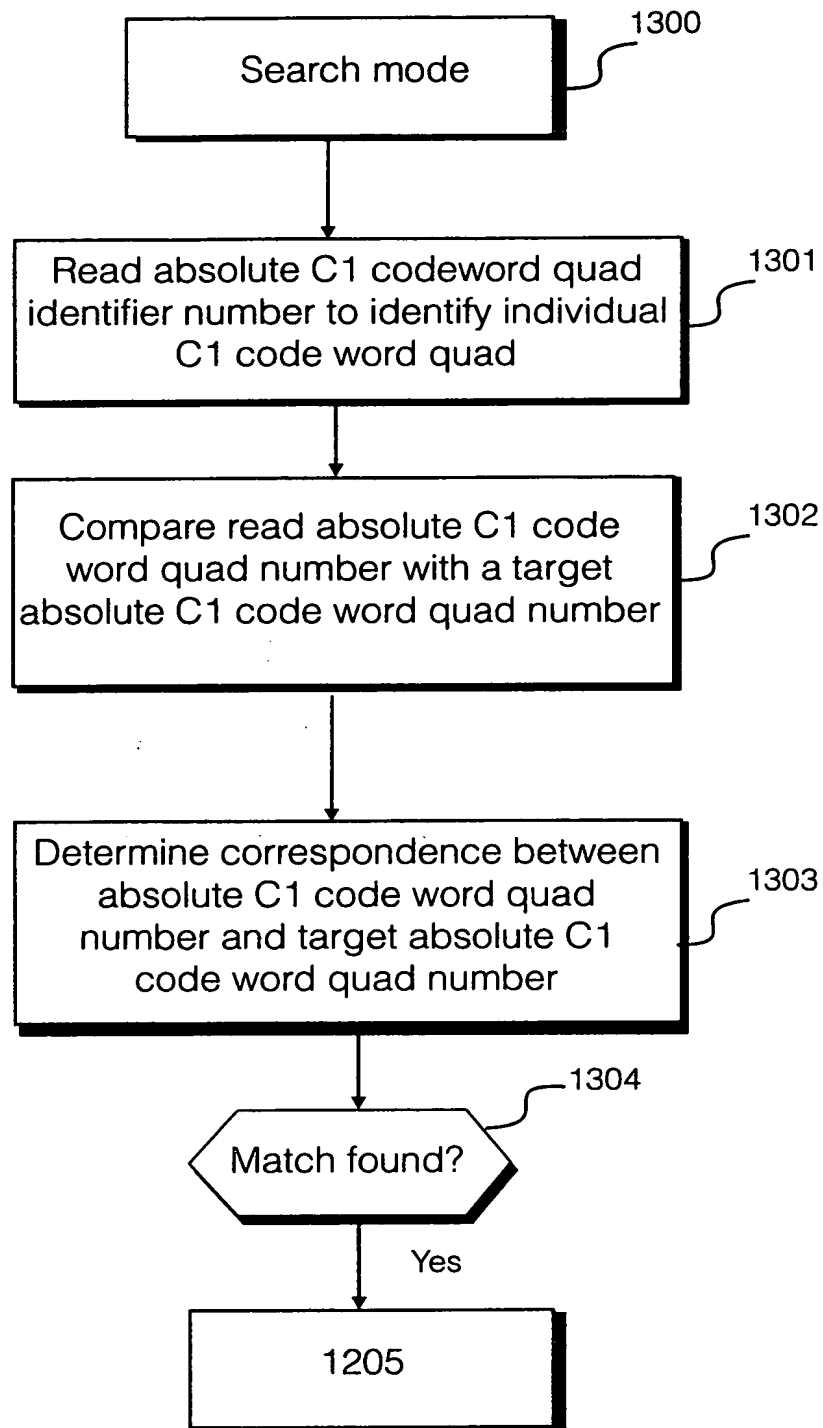 1300
Search mode
1301
Read absolute C1 codeword quad
identifier number to identify individual
C1 code word quad
1302
Compare read absolute C1 code
word quad number with a target
absolute C1 code word quad number
1303
Determine correspondence between
absolute C1 code word quad
number and target absolute C1
code word quad number
1304
Match found?
Yes
1205